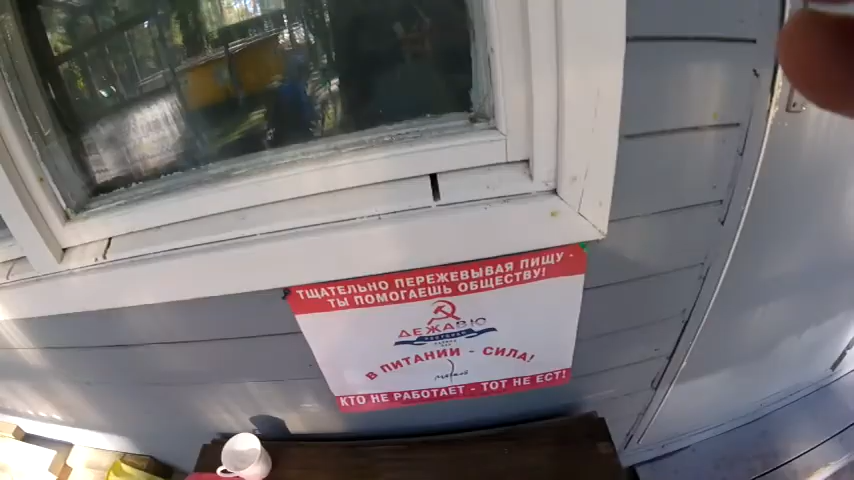 ТЩАТЕЛЬНО ПЕРЕЖЕВЫВАЯ ПИЩУ -
ТЫ ПОМОГАЕШЬ ОБЩЕСТВУ!
ДЕЖАВЮ
В ПИТАНИИ - СИЛА!
КТО НЕ РАБОТАЕТ - ТОТ НЕ ЕСТ!